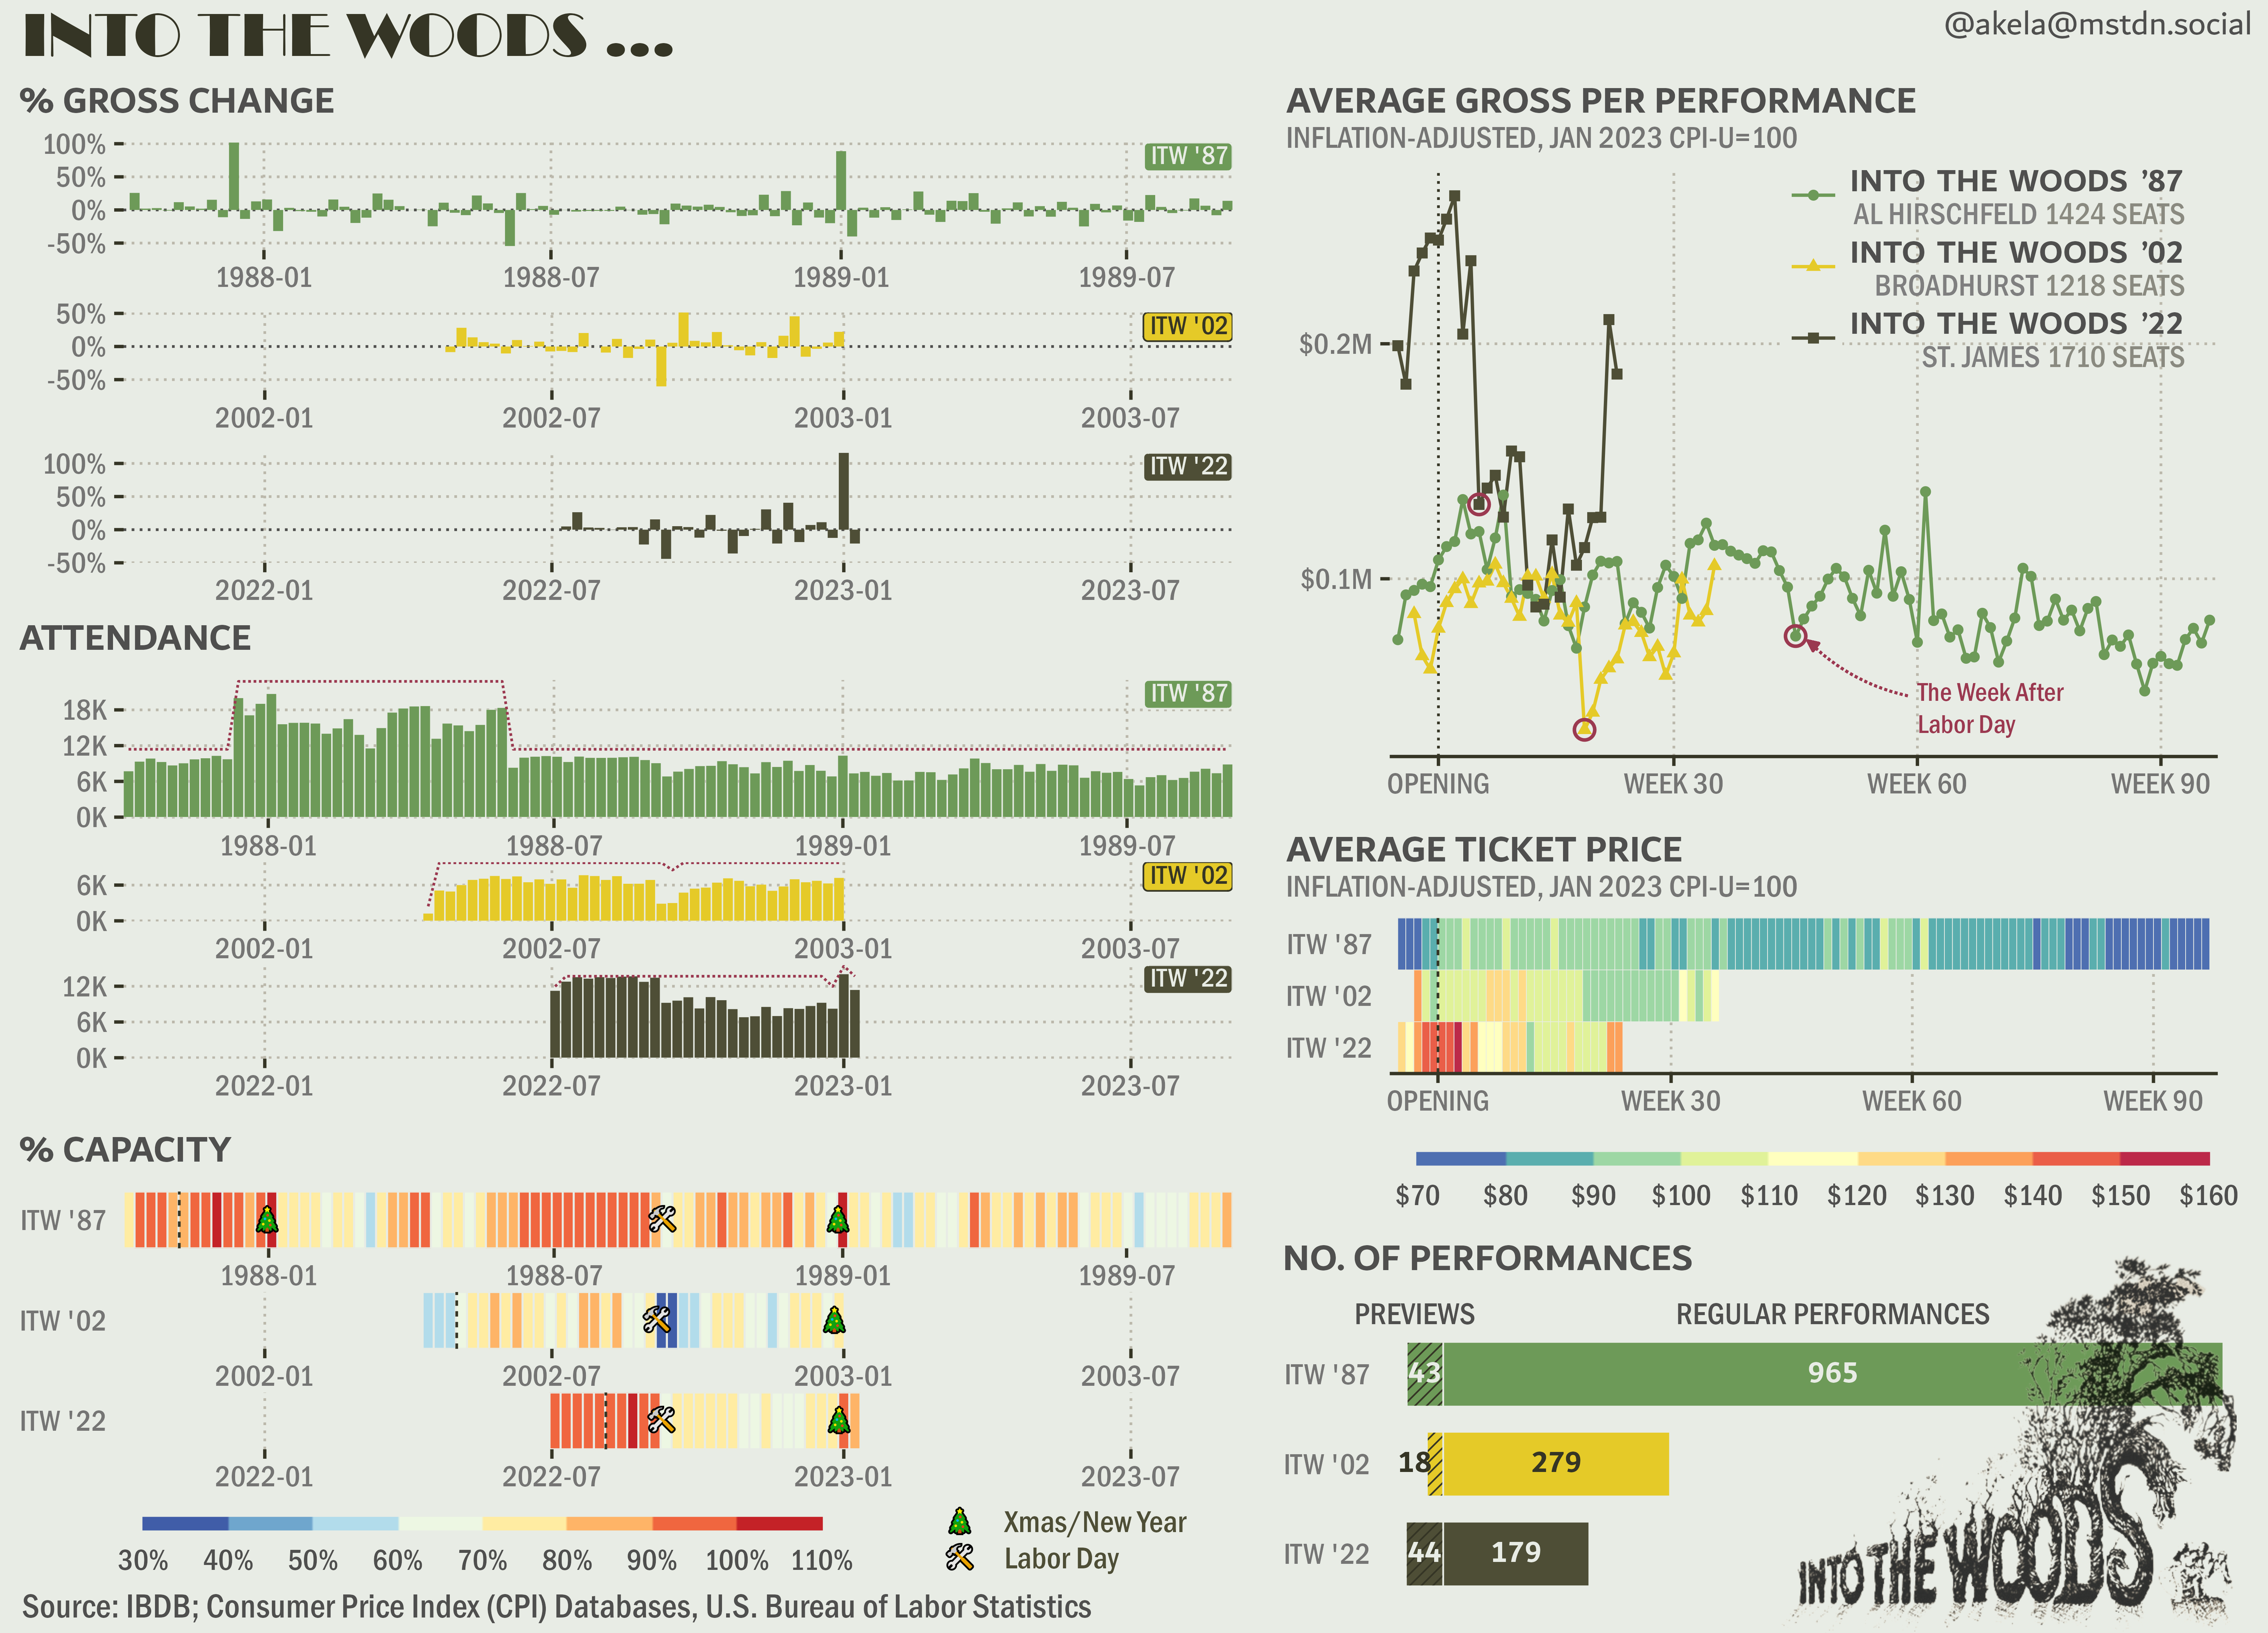 INTO THE WOODS ...
@akela@mstdn.social
% GROSS CHANGE
100%
50%
0%
-50%
ITW '87
1988-01
1988-07
1989-01
1989-07
50%
0%
-50%
ITW '02
2002-01
2002-07
2003-01
2003-07
100%
50%
0%
-50%
ITW '22
2022-01
2022-07
2023-01
2023-07
ATTENDANCE
18K
12K
6K
0K
ITW '87
1988-01
1988-07
1989-01
1989-07
6K
0K
ITW '02
2002-01
2002-07
2003-01
2003-07
12K
6K
0K
ITW '22
2022-01
2022-07
2023-01
2023-07
% CAPACITY
ITW '87
1988-01
1988-07
1989-01
1989-07
ITW '02
2002-01
2002-07
2003-01
2003-07
ITW '22
2022-01
2022-07
2023-01
2023-07
30%
40%
50%
60%
70%
80%
90%
100%
110%
Xmas/New Year
Labor Day
Source: IBDB; Consumer Price Index (CPI) Databases, U.S. Bureau of Labor Statistics
AVERAGE GROSS PER PERFORMANCE
INFLATION-ADJUSTED, JAN 2023 CPI-U=100
INTO THE WOODS ’87
AL HIRSCHFELD 1424 SEATS
INTO THE WOODS ’02
BROADHURST 1218 SEATS
INTO THE WOODS ’22
ST. JAMES 1710 SEATS
$0.2M
$0.1M
The Week After
Labor Day
OPENING
WEEK 30
WEEK 60
WEEK 90
AVERAGE TICKET PRICE
INFLATION-ADJUSTED, JAN 2023 CPI-U=100
ITW '87
ITW '02
ITW '22
OPENING
WEEK 30
WEEK 60
WEEK 90
$70
$80
$90
$100
$110
$120
$130
$140
$150
$160
NO. OF PERFORMANCES
PREVIEWS
REGULAR PERFORMANCES
ITW '87
43
965
ITW '02
18
279
ITW '22
44
179
INTO THE WOODS